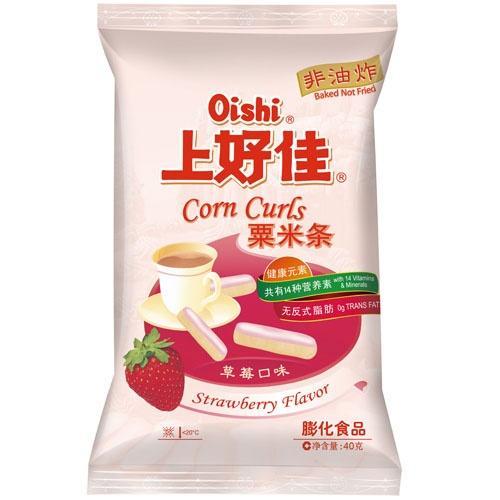 非油炸
Baked Not Fried
Oishi®
上好佳®
Corn Curls
粟米条
健康元素
共有14种营养素 with 14 Vitamins & Minerals
无反式脂肪 0g TRANS FAT
草莓口味
Strawberry Flavor
<20°C
膨化食品
净含量:40克